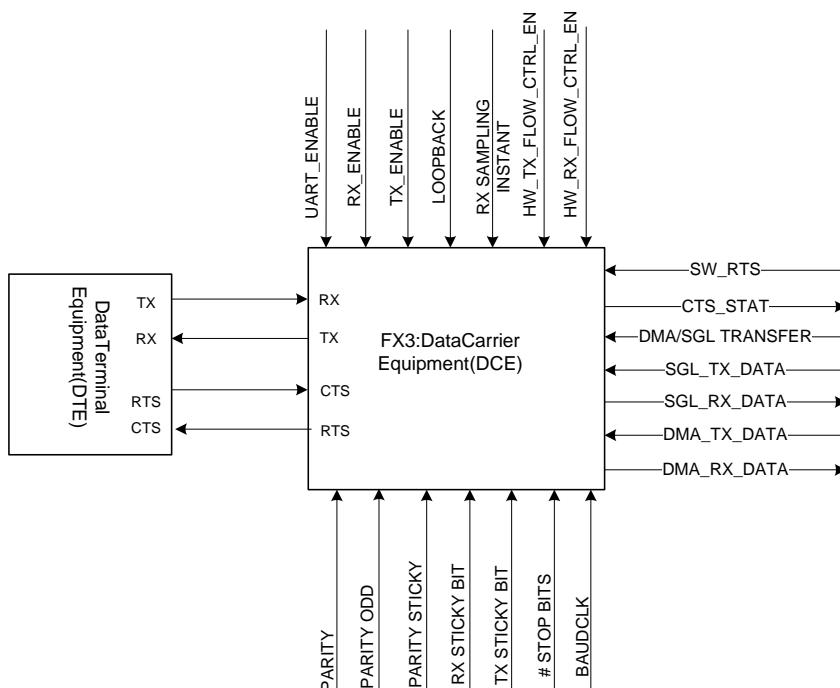 UART_ENABLE
RX_ENABLE
TX_ENABLE
LOOPBACK
RX SAMPLING
INSTANT
HW_TX_FLOW_CTRL_EN
HW_RX_FLOW_CTRL_EN
DataTerminal
Equipment(DTE)
TX
RX
RTS
CTS
RX
TX
CTS
RTS
FX3:DataCarrier
Equipment(DCE)
SW_RTS
CTS_STAT
DMA/SGL TRANSFER
SGL_TX_DATA
SGL_RX_DATA
DMA_TX_DATA
DMA_RX_DATA
PARITY
PARITY ODD
PARITY STICKY
RX STICKY BIT
TX STICKY BIT
# STOP BITS
BAUDCLK